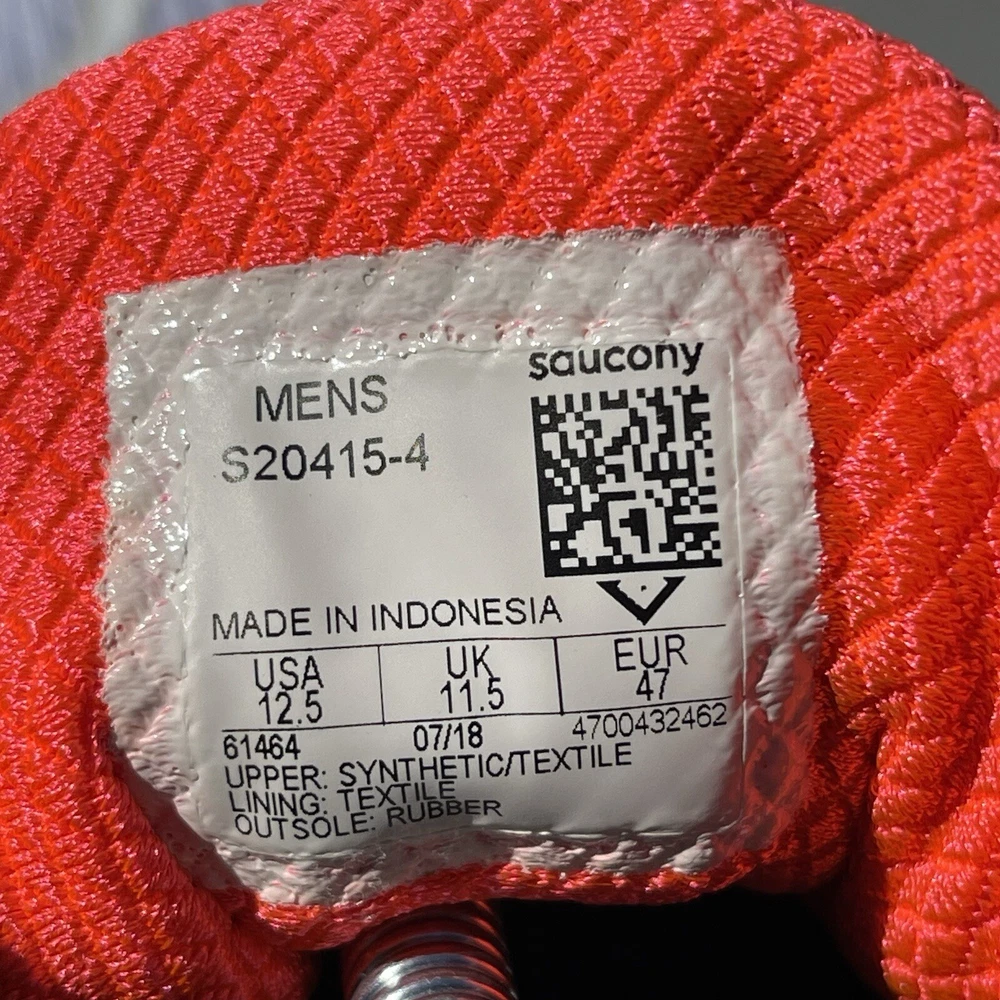 saucony
MENS
S20415-4
MADE IN INDONESIA
USA UK EUR
12.5 11.5 47
61464 07/18 4700432462
UPPER: SYNTHETIC/TEXTILE
LINING: TEXTILE
OUTSOLE: RUBBER